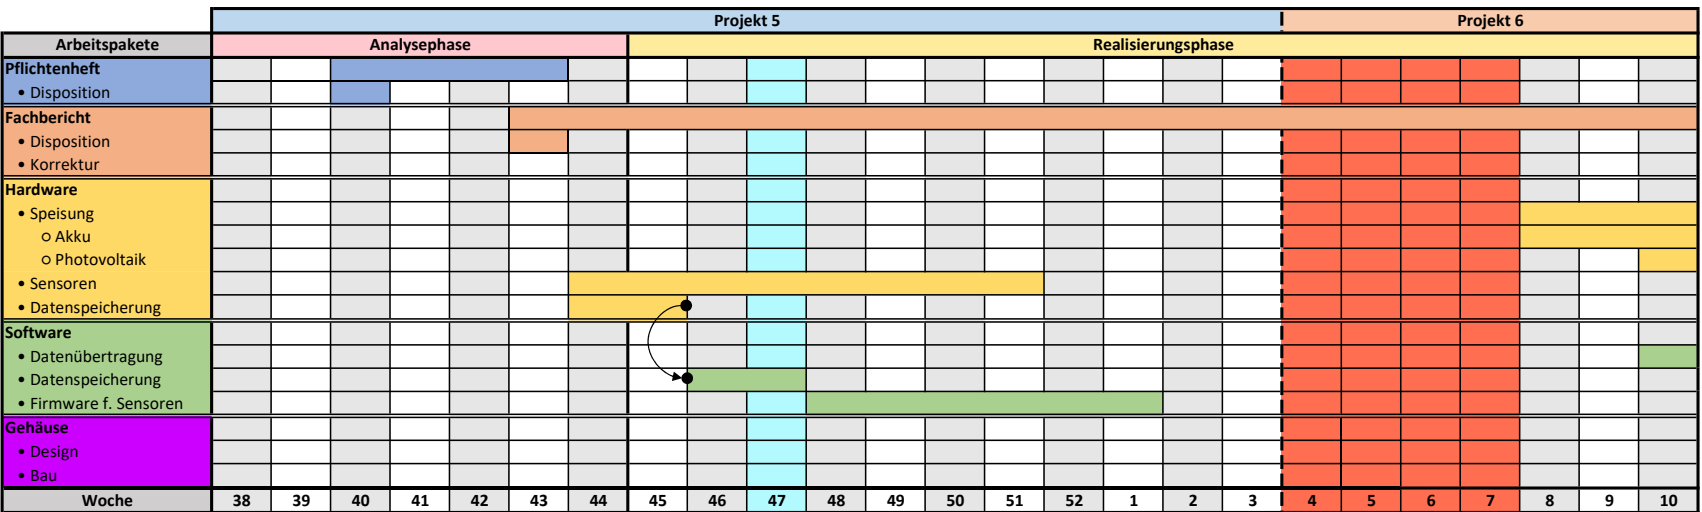 Projekt 5 Projekt 6
Arbeitspakete Analysephase Realisierungsphase
Pflichtenheft
• Disposition
Fachbericht
• Disposition
• Korrektur
Hardware
• Speisung
o Akku
o Photovoltaik
• Sensoren
• Datenspeicherung
Software
• Datenübertragung
• Datenspeicherung
• Firmware f. Sensoren
Gehäuse
• Design
• Bau
Woche 38 39 40 41 42 43 44 45 46 47 48 49 50 51 52 1 2 3 4 5 6 7 8 9 10